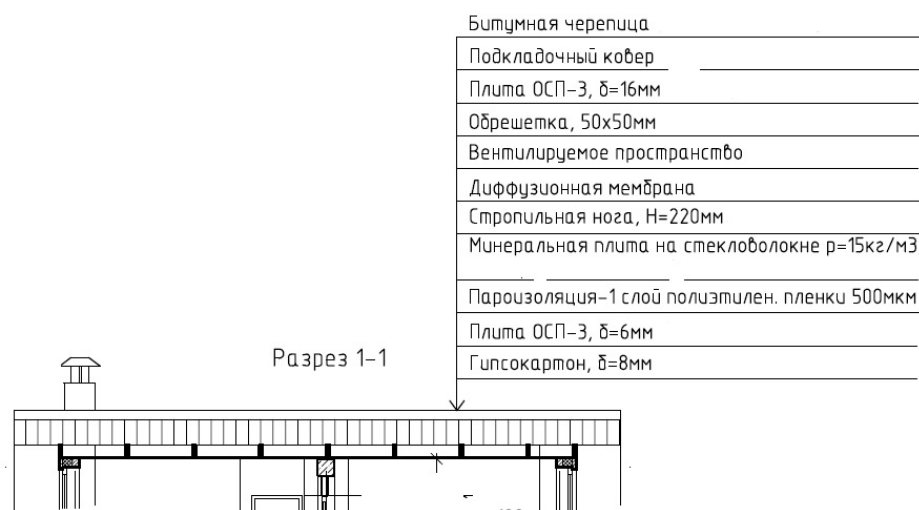 Битумная черепица
Подкладочный ковер
Плита ОСП-3, δ=16мм
Обрешетка, 50х50мм
Вентилируемое пространство
Диффузионная мембрана
Стропильная нога, Н=220мм
Минеральная плита на стекловолокне р=15кг/м3
Пароизоляция-1 слой полиэтилен. пленки 500мкм
Плита ОСП-3, δ=6мм
Гипсокартон, δ=8мм
Разрез 1-1